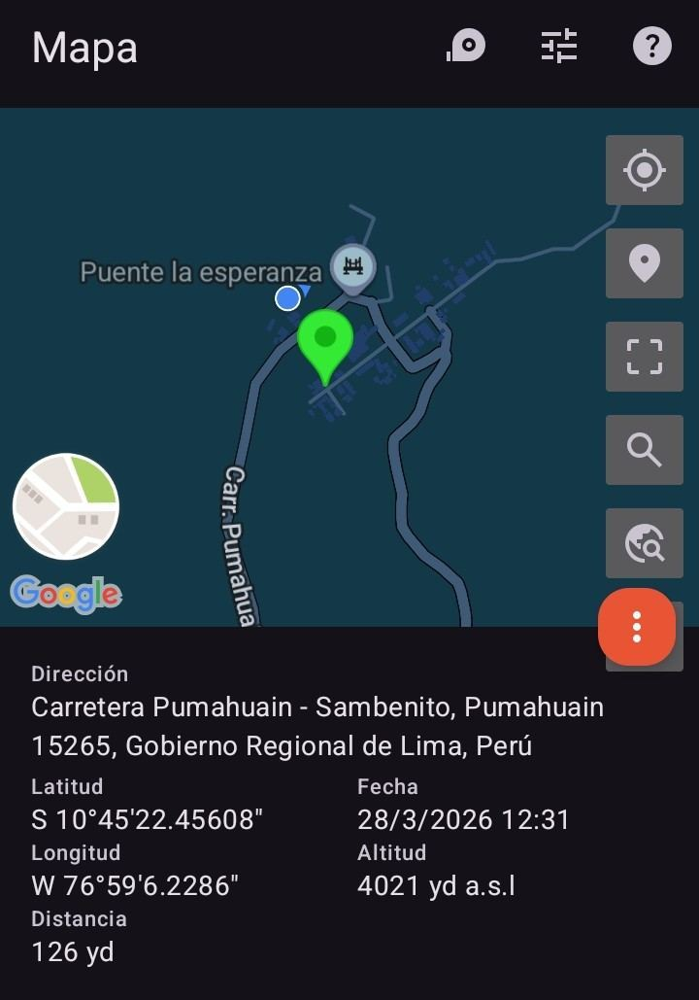 Mapa
Puente la esperanza
Carr. Pumahua
Google
Dirección
Carretera Pumahuain - Sambenito, Pumahuain
15265, Gobierno Regional de Lima, Perú
Latitud
S 10°45'22.45608"
Fecha
28/3/2026 12:31
Longitud
W 76°59'6.2286"
Altitud
4021 yd a.s.l
Distancia
126 yd